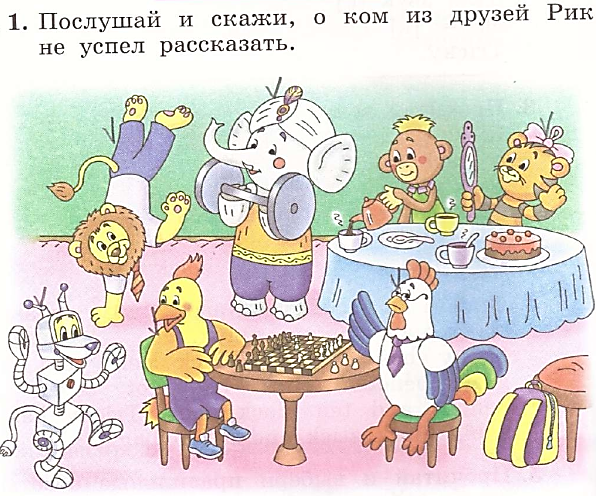 1. Послушай и скажи, о ком из друзей Рик
не успел рассказать.